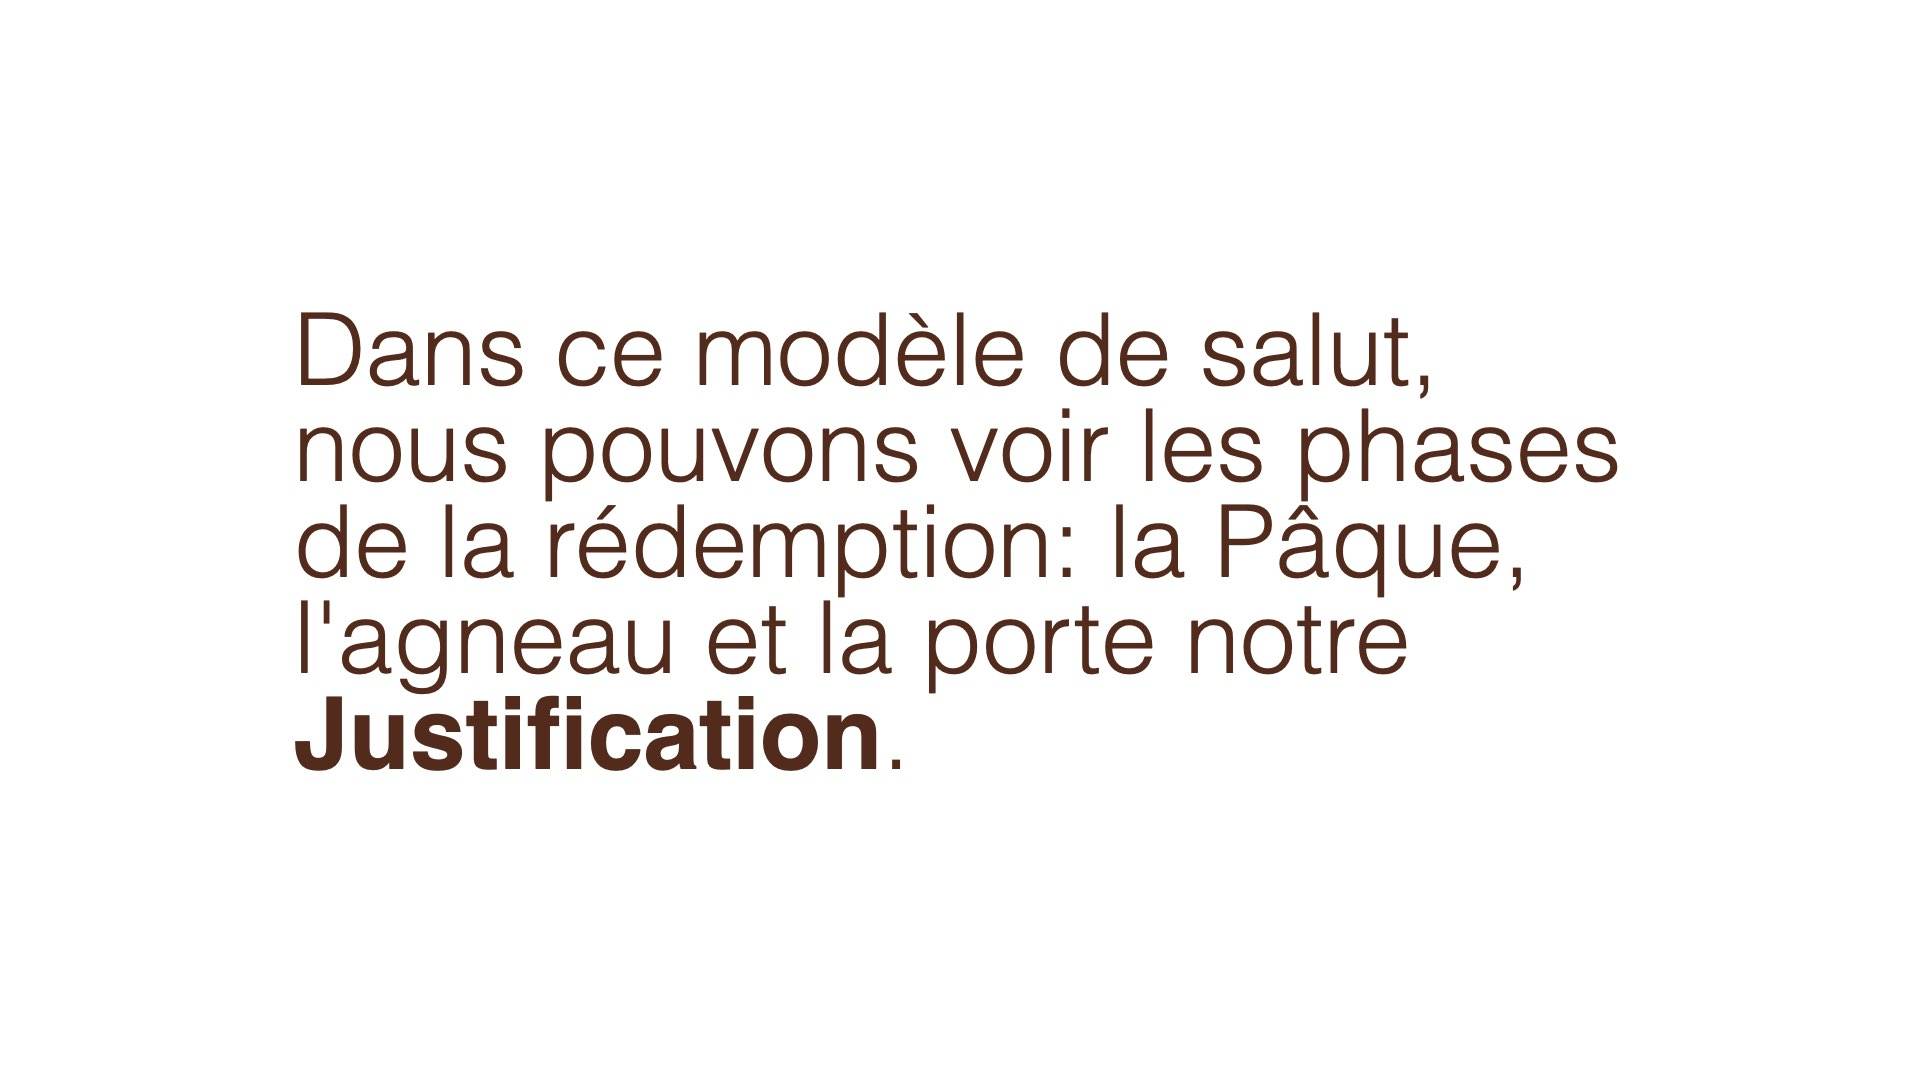 Dans ce modèle de salut,
nous pouvons voir les phases
de la rédemption: la Pâque,
l'agneau et la porte notre
Justification.